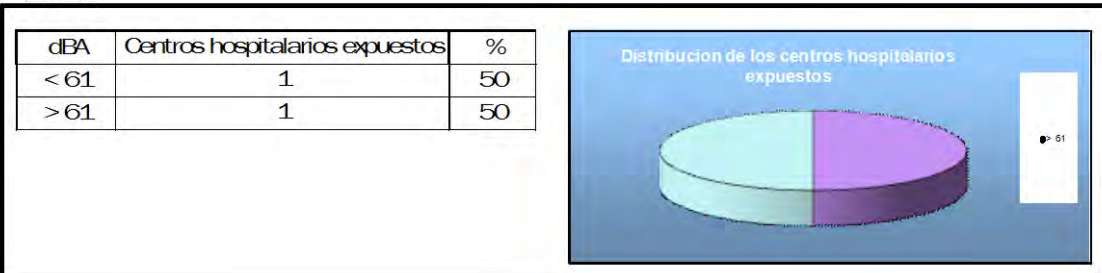 dBA Centros hospitalarios expuestos %
< 61 1 50
> 61 1 50
Distribucion de los centros hospitalarios
expuestos
> 61